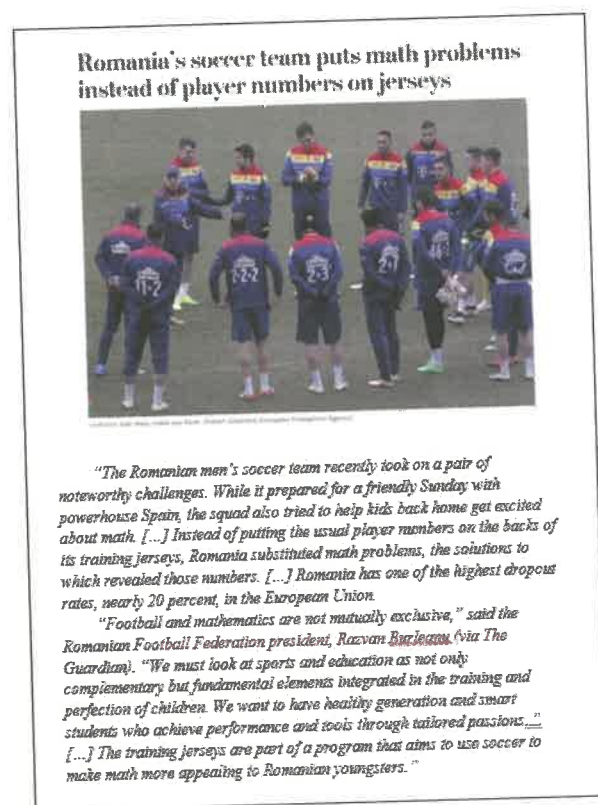 Romania's soccer team puts math problems
instead of player numbers on jerseys
11-2
2·2·2
2·3
2+1
"The Romanian men's soccer team recently took on a pair of
noteworthy challenges. While it prepared for a friendly Sunday with
powerhouse Spain, the squad also tried to help kids back home get excited
about math. [...] Instead of putting the usual player numbers on the backs of
its training jerseys, Romania substituted math problems, the solutions to
which revealed those numbers. [...] Romania has one of the highest dropout
rates, nearly 20 percent, in the European Union.
"Football and mathematics are not mutually exclusive," said the
Romanian Football Federation president, Razvan Burleanu (via The
Guardian). "We must look at sports and education as not only
complementary but fundamental elements integrated in the training and
perfection of children. We want to have healthy generation and smart
students who achieve performance and tools through tailored passions."
[...] The training jerseys are part of a program that aims to use soccer to
make math more appealing to Romanian youngsters."